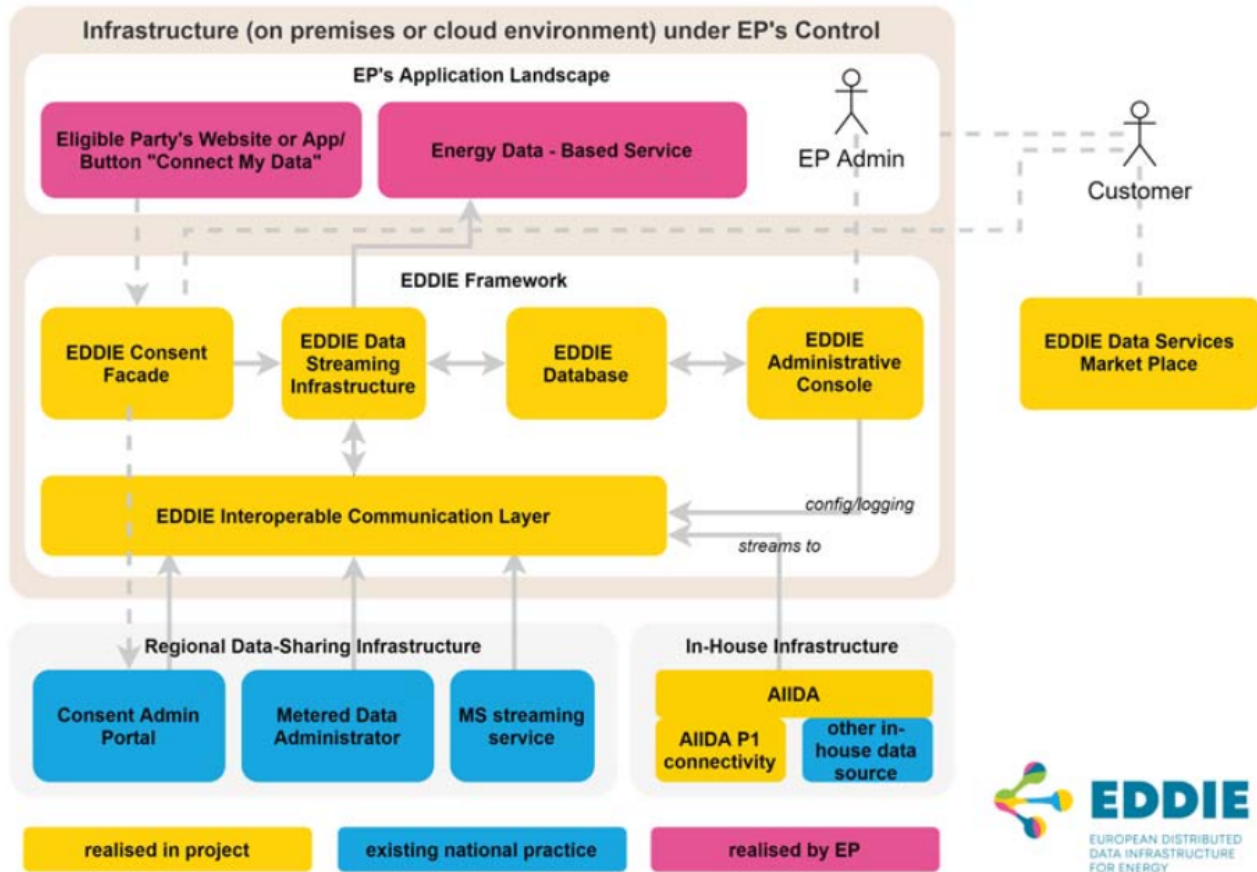 Infrastructure (on premises or cloud environment) under EP's Control
EP's Application Landscape
Eligible Party's Website or App/
Button "Connect My Data"
Energy Data - Based Service
EP Admin
Customer
EDDIE Framework
EDDIE Consent
Facade
EDDIE Data
Streaming
Infrastructure
EDDIE
Database
EDDIE
Administrative
Console
EDDIE Data Services
Market Place
EDDIE Interoperable Communication Layer
config/logging
streams to
Regional Data-Sharing Infrastructure
Consent Admin
Portal
Metered Data
Administrator
MS streaming
service
In-House Infrastructure
AIIDA
AIIDA P1
connectivity
other in-
house data
source
realised in project
existing national practice
realised by EP
EDDIE
EUROPEAN DISTRIBUTED
DATA INFRASTRUCTURE
FOR ENERGY